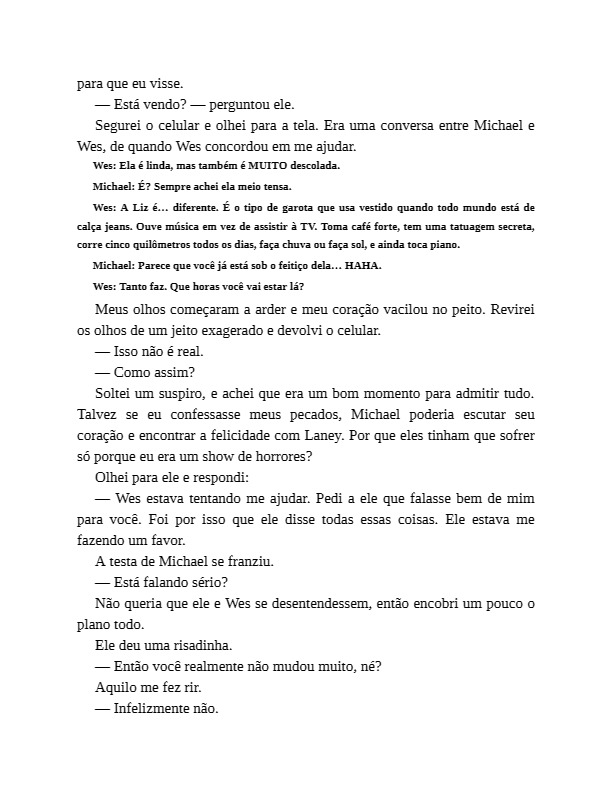 para que eu visse.
— Está vendo? — perguntou ele.
Segurei o celular e olhei para a tela. Era uma conversa entre Michael e
Wes, de quando Wes concordou em me ajudar.
Wes: Ela é linda, mas também é MUITO descolada.
Michael: É? Sempre achei ela meio tensa.
Wes: A Liz é… diferente. É o tipo de garota que usa vestido quando todo mundo está de
calça jeans. Ouve música em vez de assistir à TV. Toma café forte, tem uma tatuagem secreta,
corre cinco quilômetros todos os dias, faça chuva ou faça sol, e ainda toca piano.
Michael: Parece que você já está sob o feitiço dela… HAHA.
Wes: Tanto faz. Que horas você vai estar lá?
Meus olhos começaram a arder e meu coração vacilou no peito. Revirei
os olhos de um jeito exagerado e devolvi o celular.
— Isso não é real.
— Como assim?
Soltei um suspiro, e achei que era um bom momento para admitir tudo.
Talvez se eu confessasse meus pecados, Michael poderia escutar seu
coração e encontrar a felicidade com Laney. Por que eles tinham que sofrer
só porque eu era um show de horrores?
Olhei para ele e respondi:
— Wes estava tentando me ajudar. Pedi a ele que falasse bem de mim
para você. Foi por isso que ele disse todas essas coisas. Ele estava me
fazendo um favor.
A testa de Michael se franziu.
— Está falando sério?
Não queria que ele e Wes se desentendessem, então encobri um pouco o
plano todo.
Ele deu uma risadinha.
— Então você realmente não mudou muito, né?
Aquilo me fez rir.
— Infelizmente não.